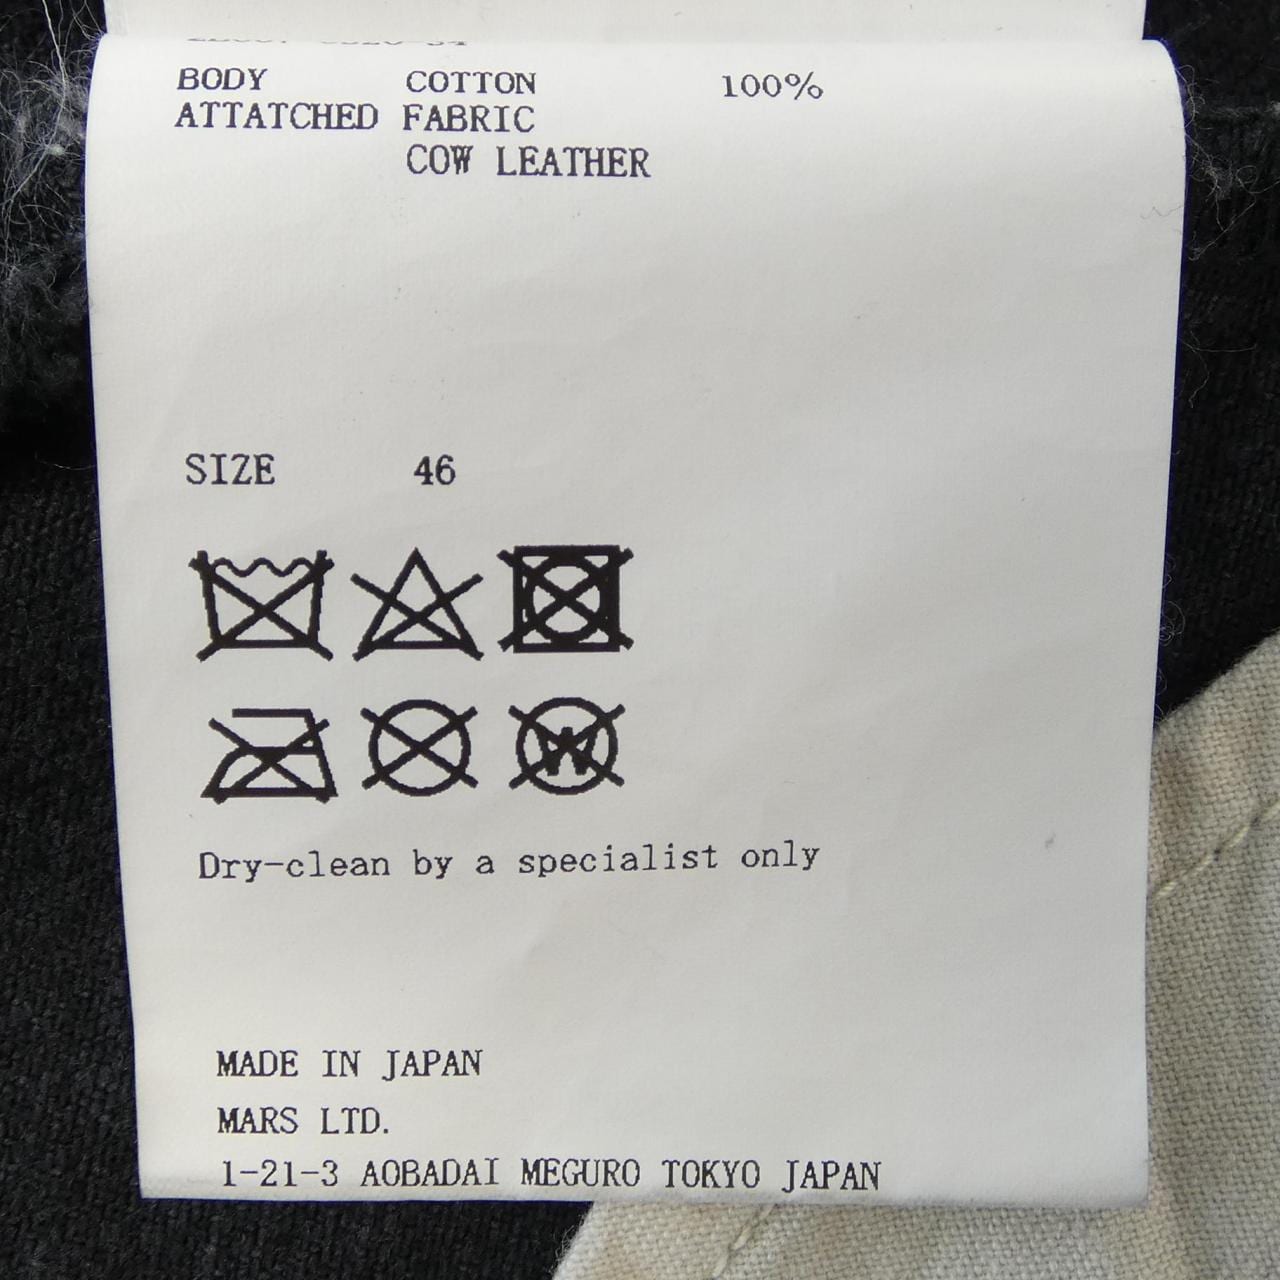 BODY COTTON 100%
ATTATCHED FABRIC
COW LEATHER
SIZE 46
W
Dry-clean by a specialist only
MADE IN JAPAN
MARS LTD.
1-21-3 AOBADAI MEGURO TOKYO JAPAN